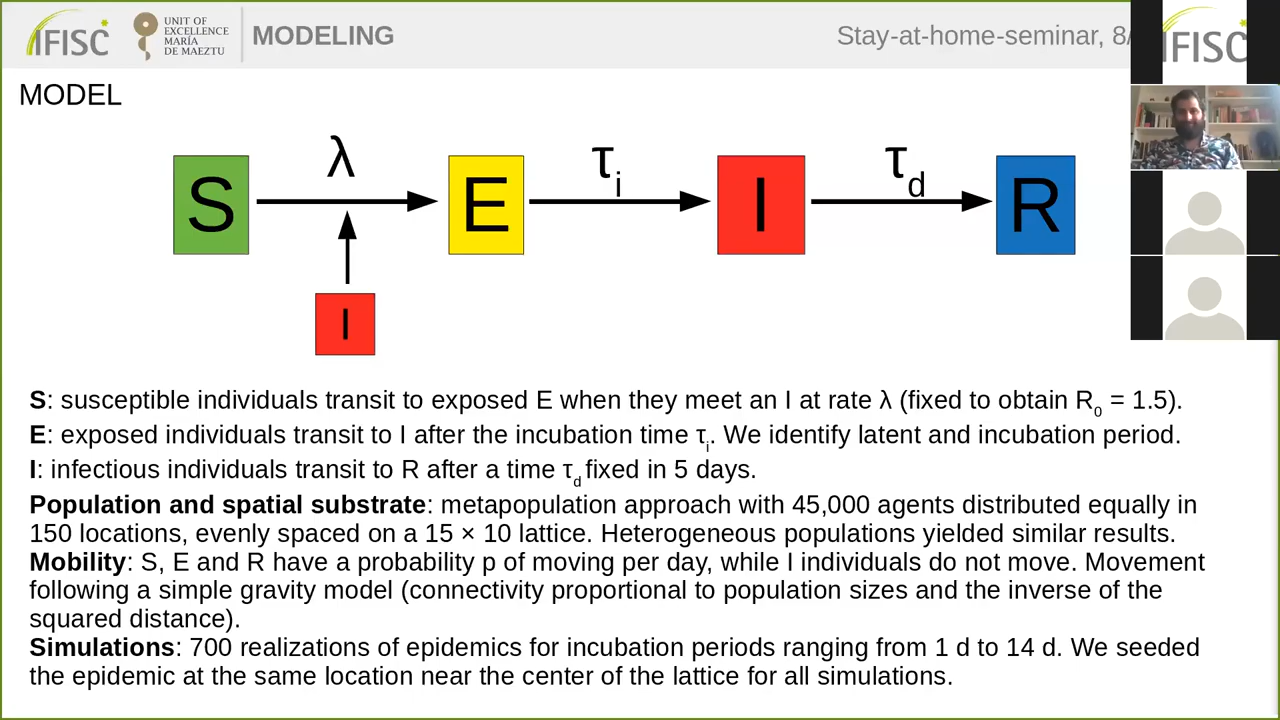 IFISC
UNIT OF
EXCELLENCE
MARÍA
DE MAEZTU
MODELING
Stay-at-home-seminar, 8/
IFISC
MODEL
λ
τi
τd
S
E
I
R
I
S: susceptible individuals transit to exposed E when they meet an I at rate λ (fixed to obtain R0 = 1.5).
E: exposed individuals transit to I after the incubation time τi. We identify latent and incubation period.
I: infectious individuals transit to R after a time τd fixed in 5 days.
Population and spatial substrate: metapopulation approach with 45,000 agents distributed equally in
150 locations, evenly spaced on a 15 × 10 lattice. Heterogeneous populations yielded similar results.
Mobility: S, E and R have a probability p of moving per day, while I individuals do not move. Movement
following a simple gravity model (connectivity proportional to population sizes and the inverse of the
squared distance).
Simulations: 700 realizations of epidemics for incubation periods ranging from 1 d to 14 d. We seeded
the epidemic at the same location near the center of the lattice for all simulations.